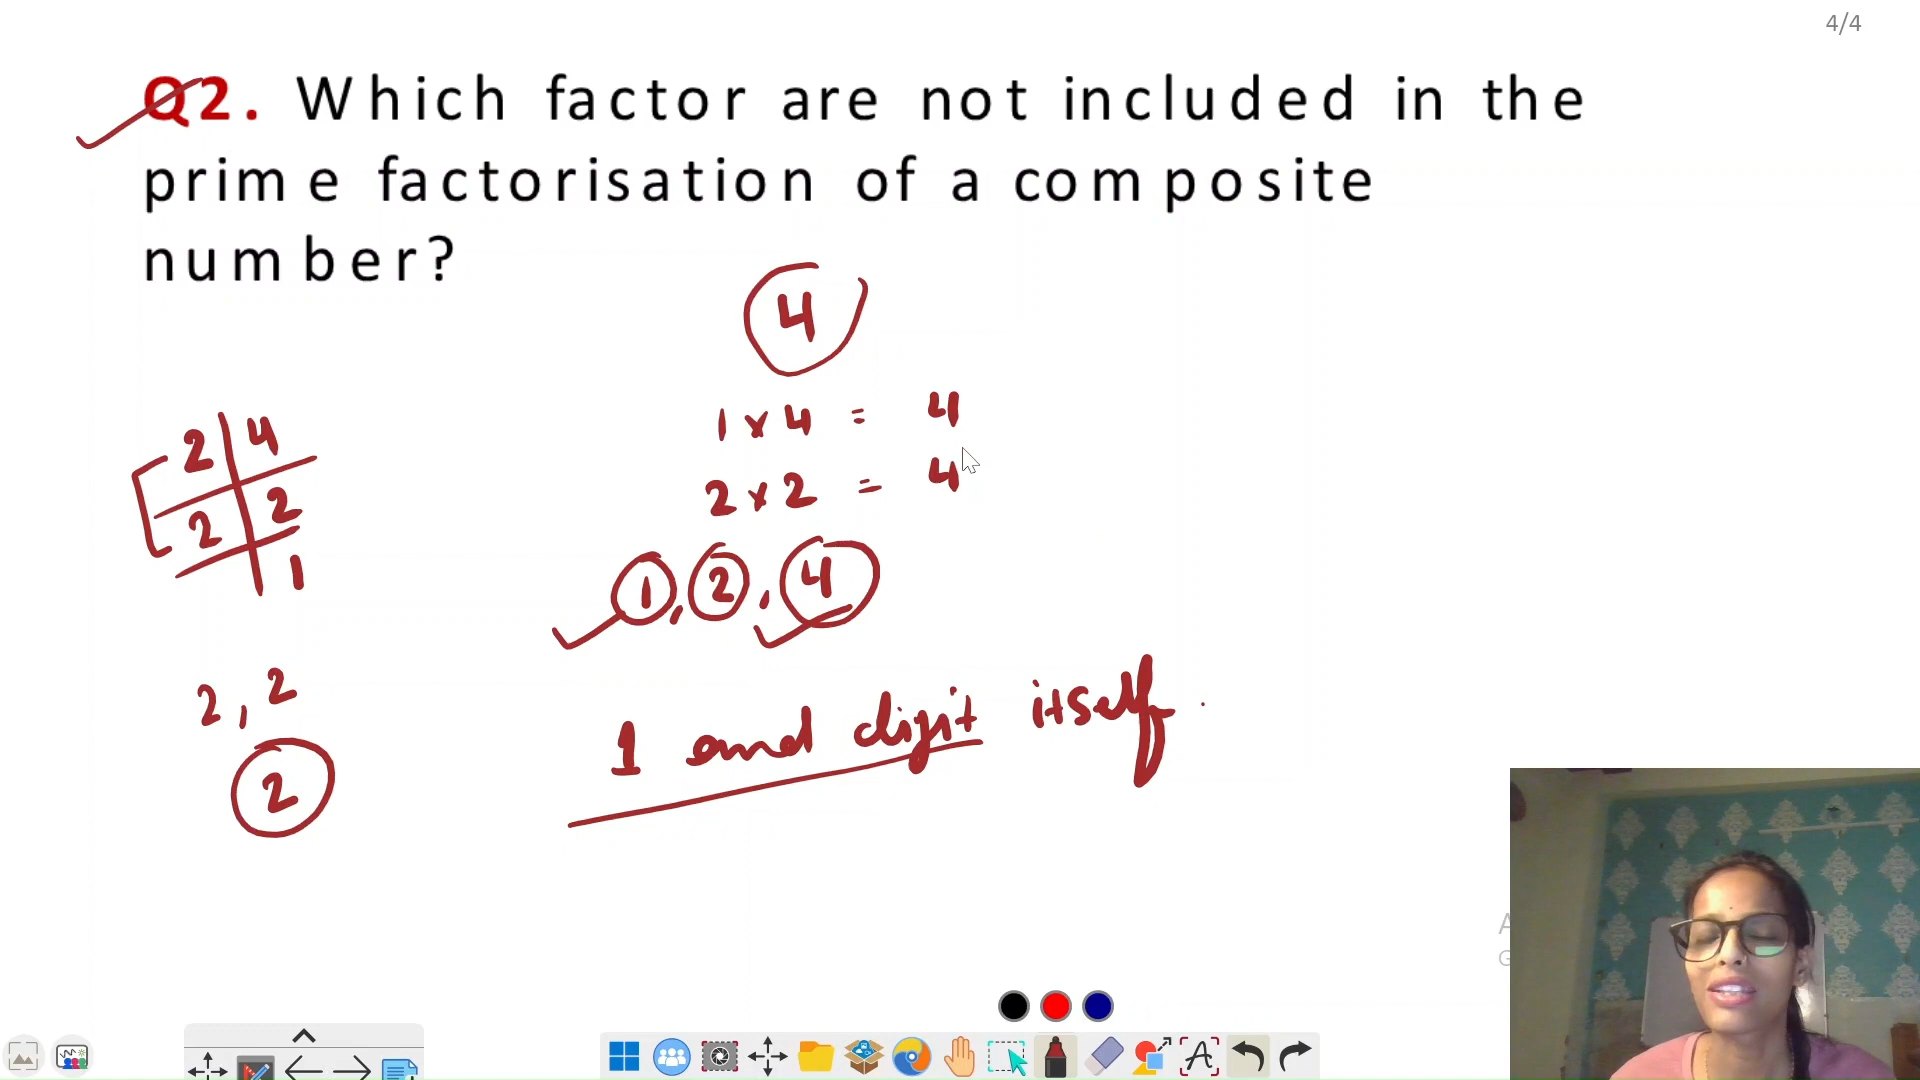 4/4
Q2. Which factor are not included in the
prime factorisation of a composite
number?
4
1 x 4 = 4
2 x 2 = 4
1, 2, 4
1 and digit itself.
2 4
2 2
1
2, 2
2
A
G